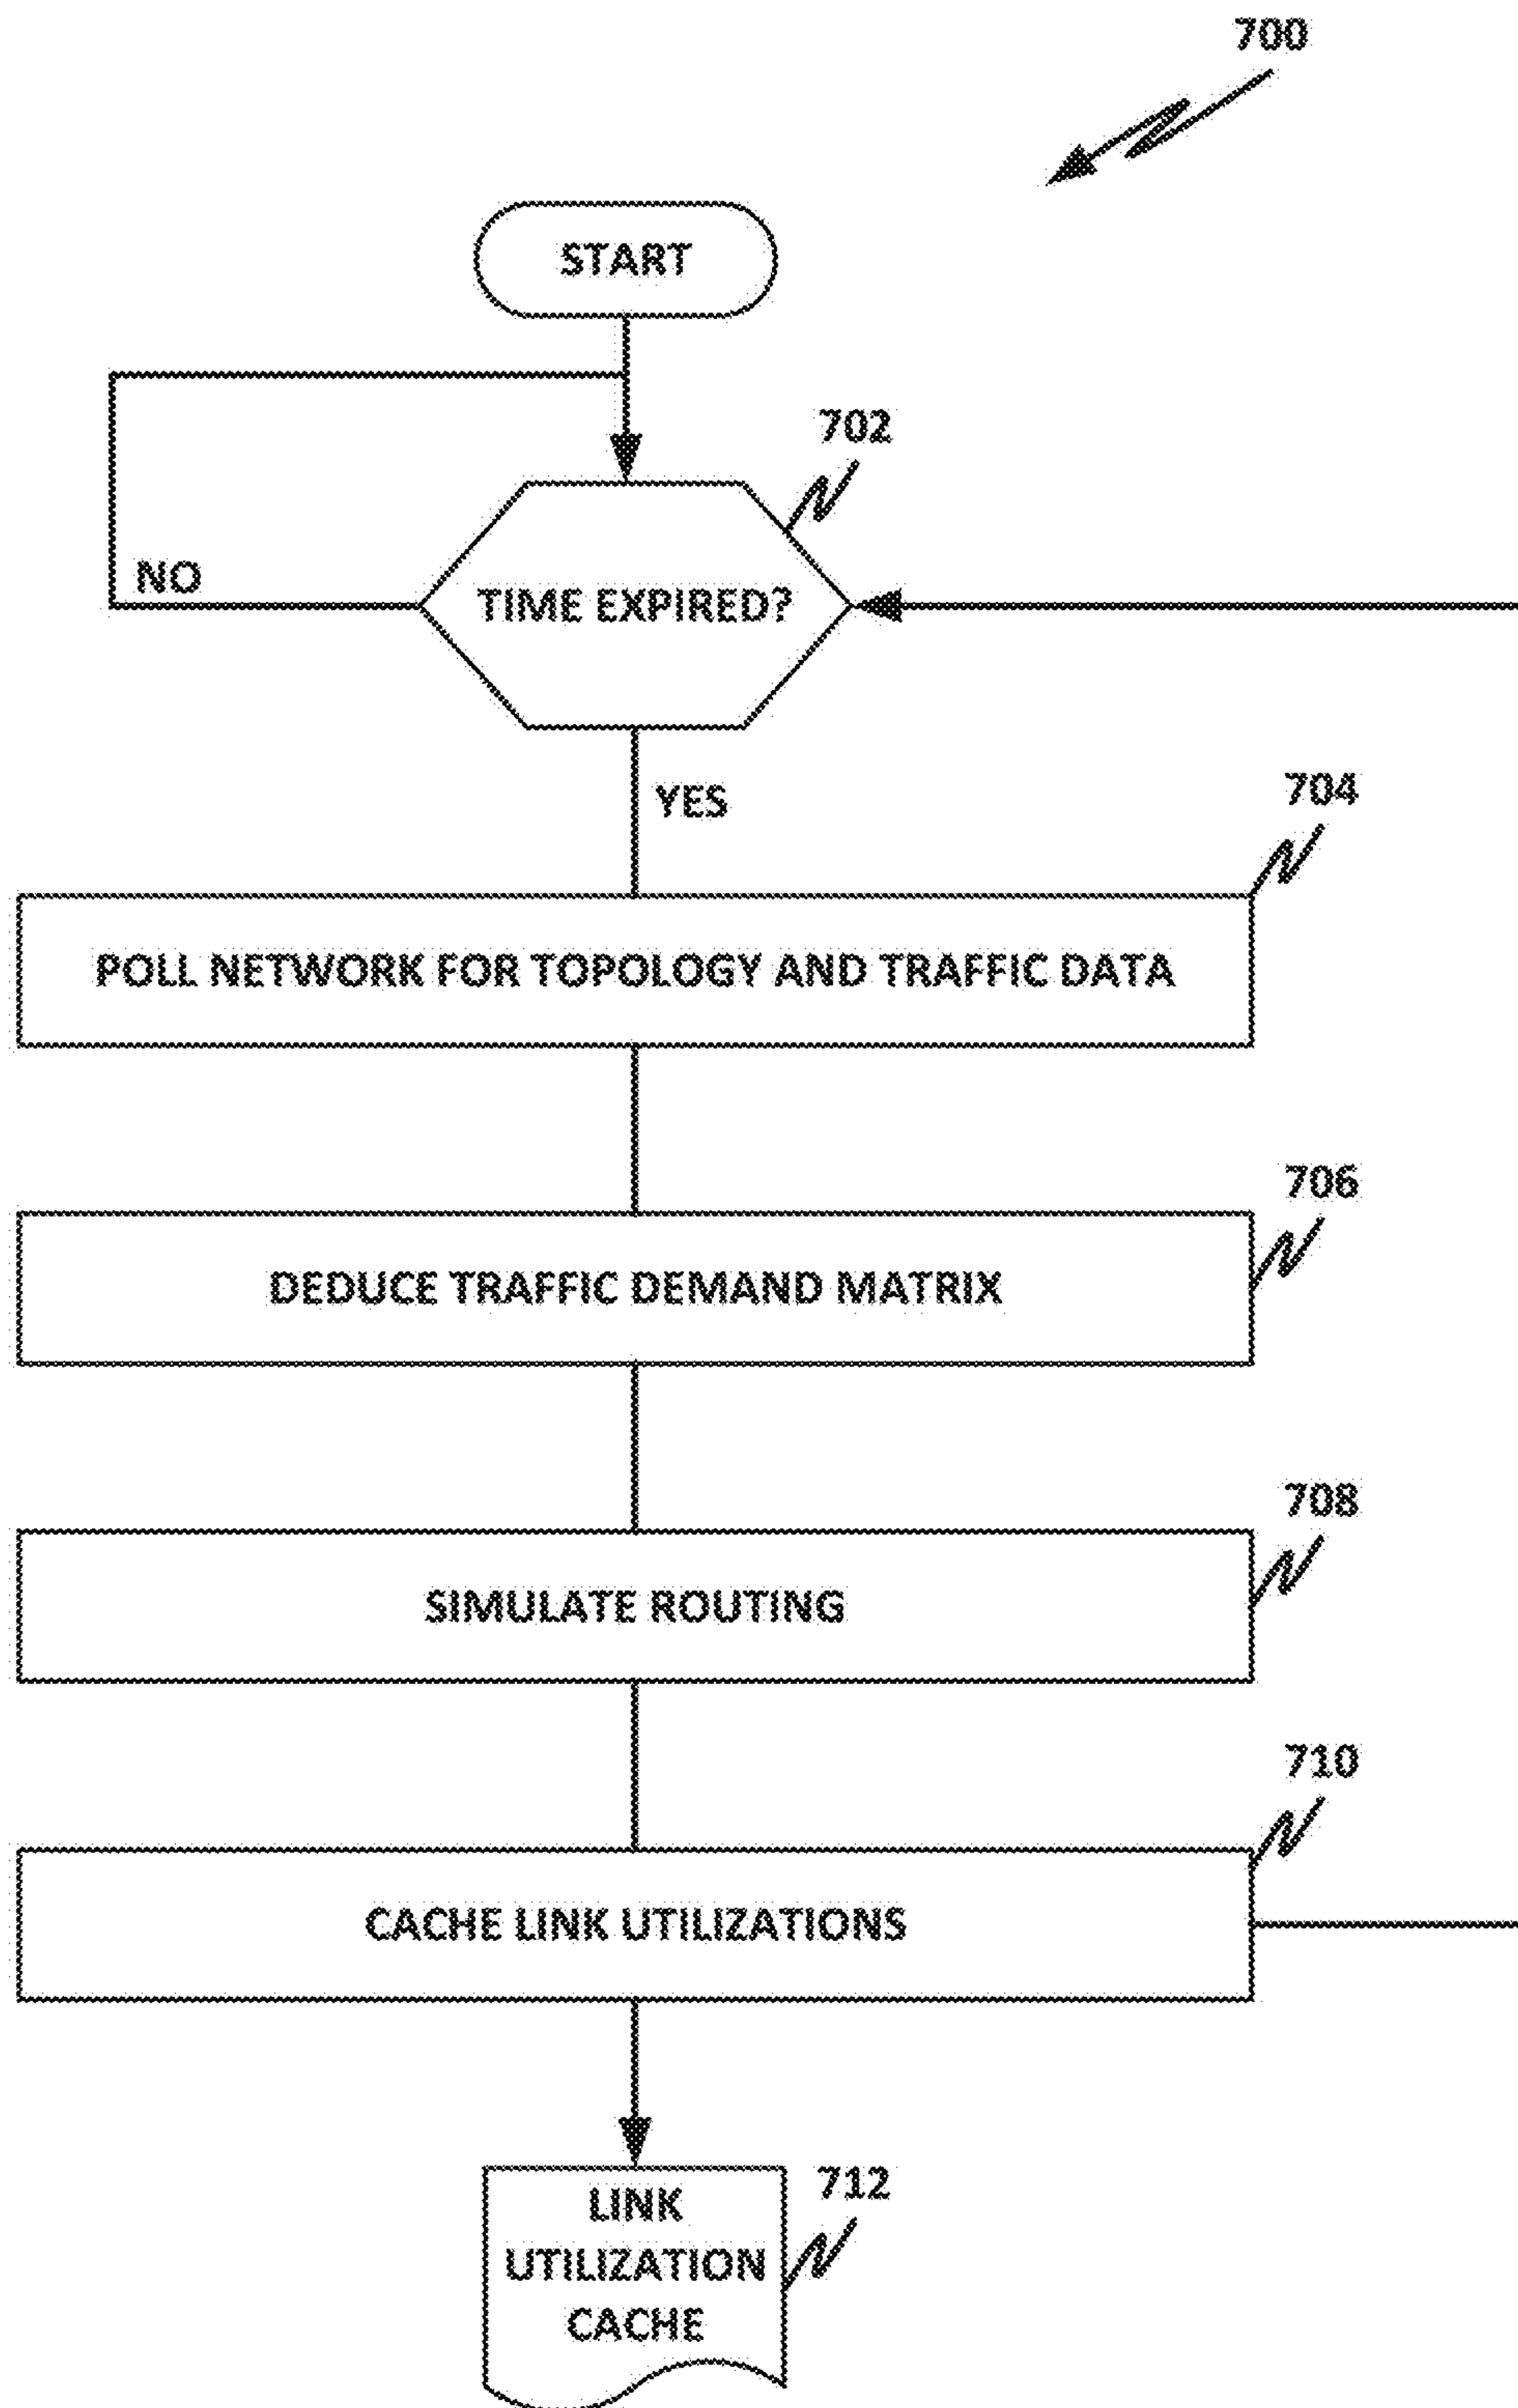 700
START
702
NO
TIME EXPIRED?
YES
704
POLL NETWORK FOR TOPOLOGY AND TRAFFIC DATA
706
DEDUCE TRAFFIC DEMAND MATRIX
708
SIMULATE ROUTING
710
CACHE LINK UTILIZATIONS
712
LINK
UTILIZATION
CACHE